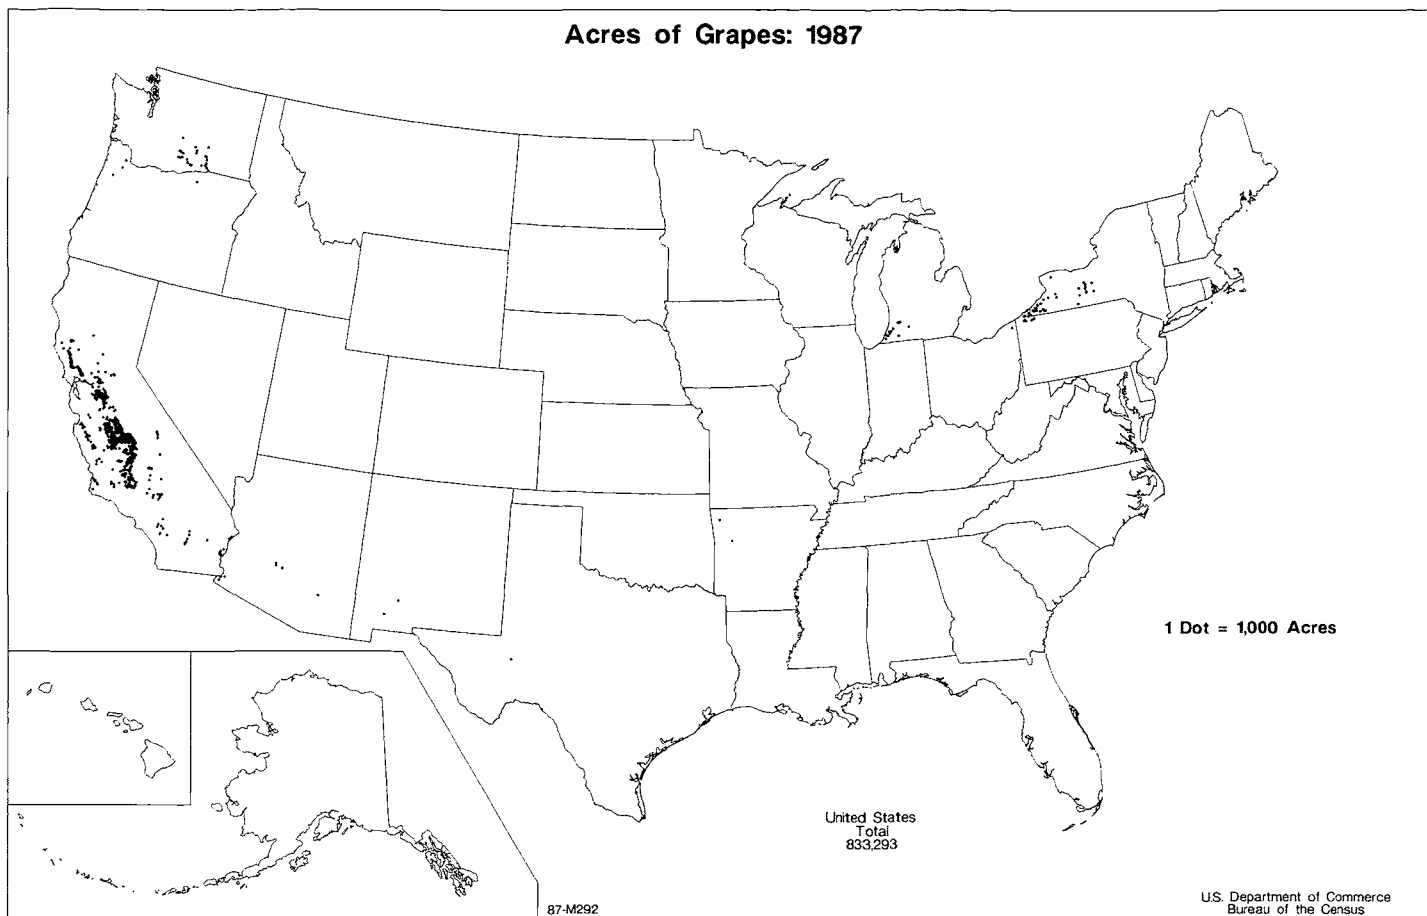 Acres of Grapes: 1987
1 Dot = 1,000 Acres
United States
Total
833,293
87-M292
U.S. Department of Commerce
Bureau of the Census